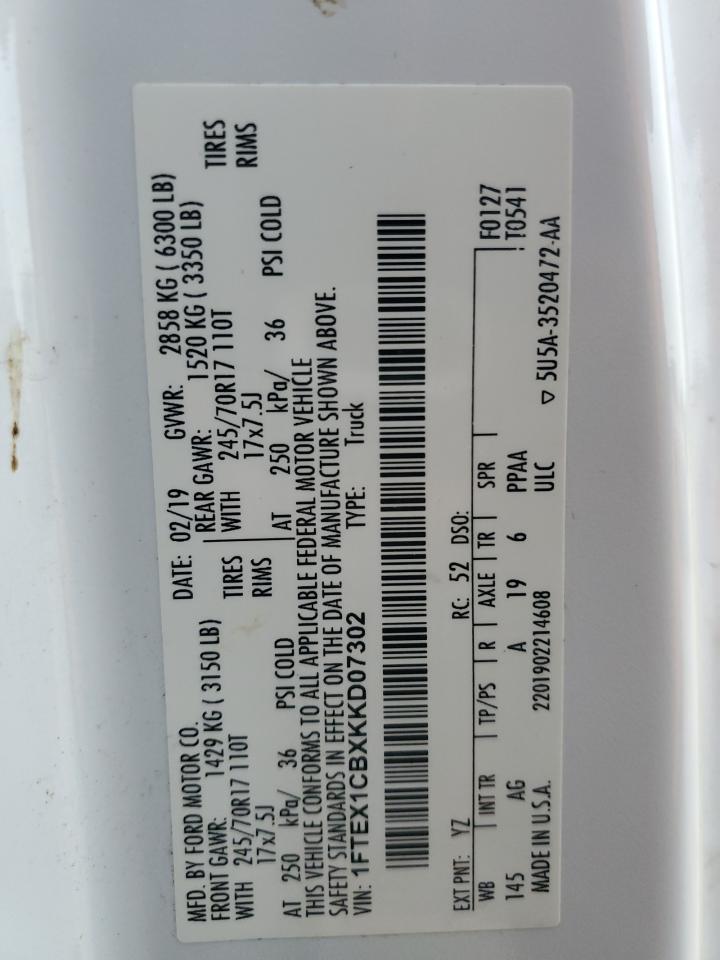 MFD. BY FORD MOTOR CO.
DATE: 02/19 GVWR: 2858 KG ( 6300 LB)
FRONT GAWR: 1429 KG ( 3150 LB)
REAR GAWR: 1520 KG ( 3350 LB)
WITH 245/70R17 110T TIRES
WITH 245/70R17 110T TIRES
17x7.5J RIMS
17x7.5J RIMS
AT 250 kPa/ 36 PSI COLD
AT 250 kPa/ 36 PSI COLD
THIS VEHICLE CONFORMS TO ALL APPLICABLE FEDERAL MOTOR VEHICLE
SAFETY STANDARDS IN EFFECT ON THE DATE OF MANUFACTURE SHOWN ABOVE.
VIN: 1FTEX1CBXKKD07302 TYPE: Truck
EXT PNT: YZ RC: 52 DSO: F0127
WB INT TR TP/PS R AXLE TR SPR T0541
145 AG A 19 6 PPAA
MADE IN U.S.A. 2201902214608 ULC ▽ 5U5A-3520472-AA